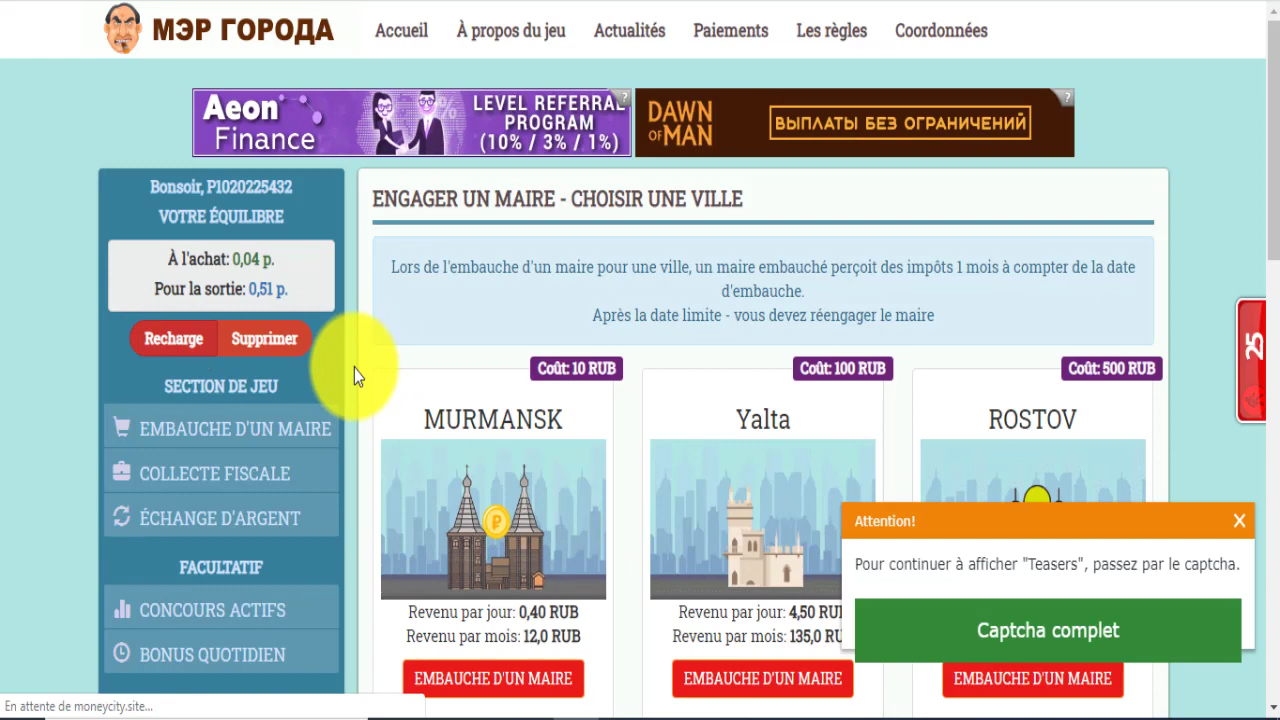 МЭР ГОРОДА
Accueil À propos du jeu Actualités Paiements Les règles Coordonnées
Aeon Finance
LEVEL REFERRAL
PROGRAM
(10% / 3% / 1%)
?
DAWN
OF MAN
ВЫПЛАТЫ БЕЗ ОГРАНИЧЕНИЙ
?
Bonsoir, P1020225432
VOTRE ÉQUILIBRE
À l'achat: 0,04 р.
Pour la sortie: 0,51 р.
Recharge Supprimer
SECTION DE JEU
EMBAUCHE D'UN MAIRE
COLLECTE FISCALE
ÉCHANGE D'ARGENT
FACULTATIF
CONCOURS ACTIFS
BONUS QUOTIDIEN
ENGAGER UN MAIRE - CHOISIR UNE VILLE
Lors de l'embauche d'un maire pour une ville, un maire embauché perçoit des impôts 1 mois à compter de la date
d'embauche.
Après la date limite - vous devez réengager le maire
Coût: 10 RUB
MURMANSK
Revenu par jour: 0,40 RUB
Revenu par mois: 12,0 RUB
EMBAUCHE D'UN MAIRE
Coût: 100 RUB
Yalta
Revenu par jour: 4,50 RU
Revenu par mois: 135,0 RU
EMBAUCHE D'UN MAIRE
Coût: 500 RUB
ROSTOV
EMBAUCHE D'UN MAIRE
25
Attention! X
Pour continuer à afficher "Teasers", passez par le captcha.
Captcha complet
En attente de moneycity.site...